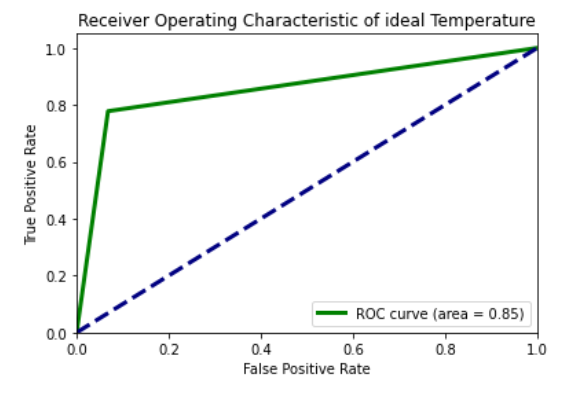 Receiver Operating Characteristic of ideal Temperature
1.0
0.8
0.6
0.4
0.2
0.0
True Positive Rate
ROC curve (area = 0.85)
0.0 0.2 0.4 0.6 0.8 1.0
False Positive Rate